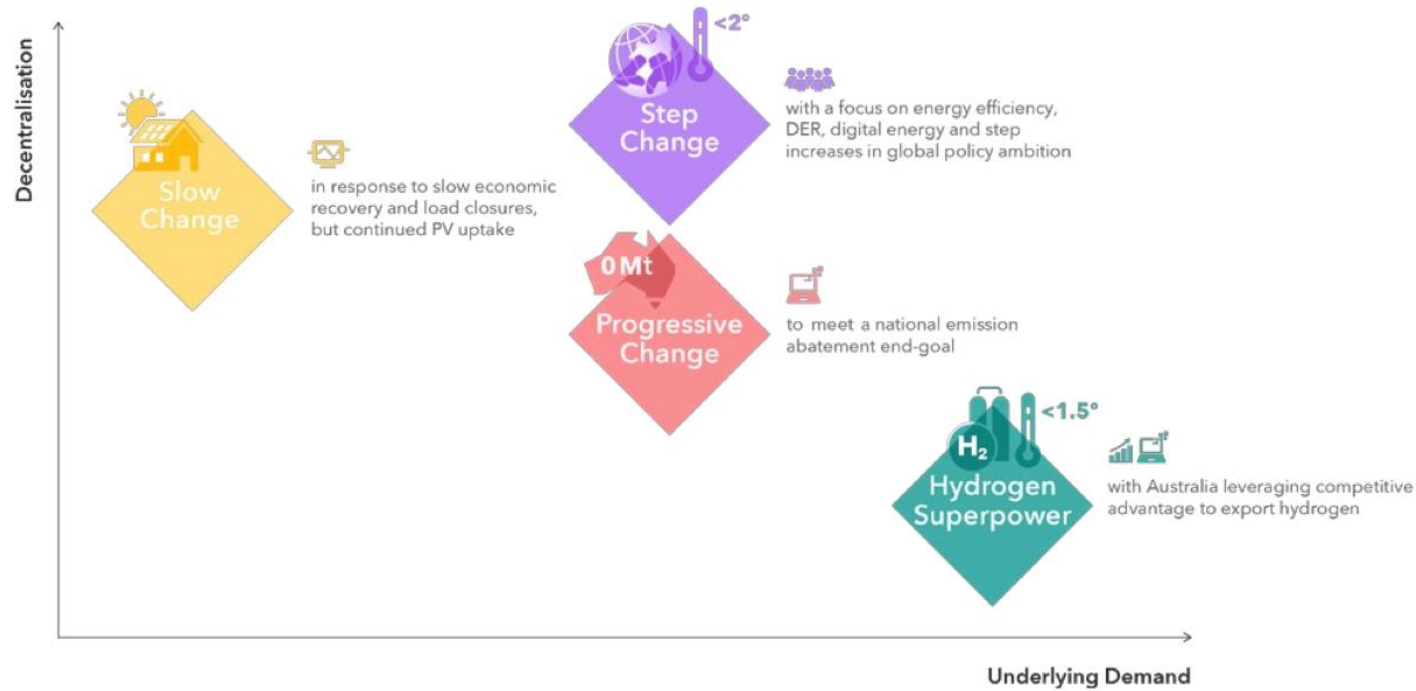 Decentralisation
<2°
Step
Change
with a focus on energy efficiency,
DER, digital energy and step
increases in global policy ambition
Slow
Change
in response to slow economic
recovery and load closures,
but continued PV uptake
0 Mt
Progressive
Change
to meet a national emission
abatement end-goal
<1.5°
H₂
Hydrogen
Superpower
with Australia leveraging competitive
advantage to export hydrogen
Underlying Demand